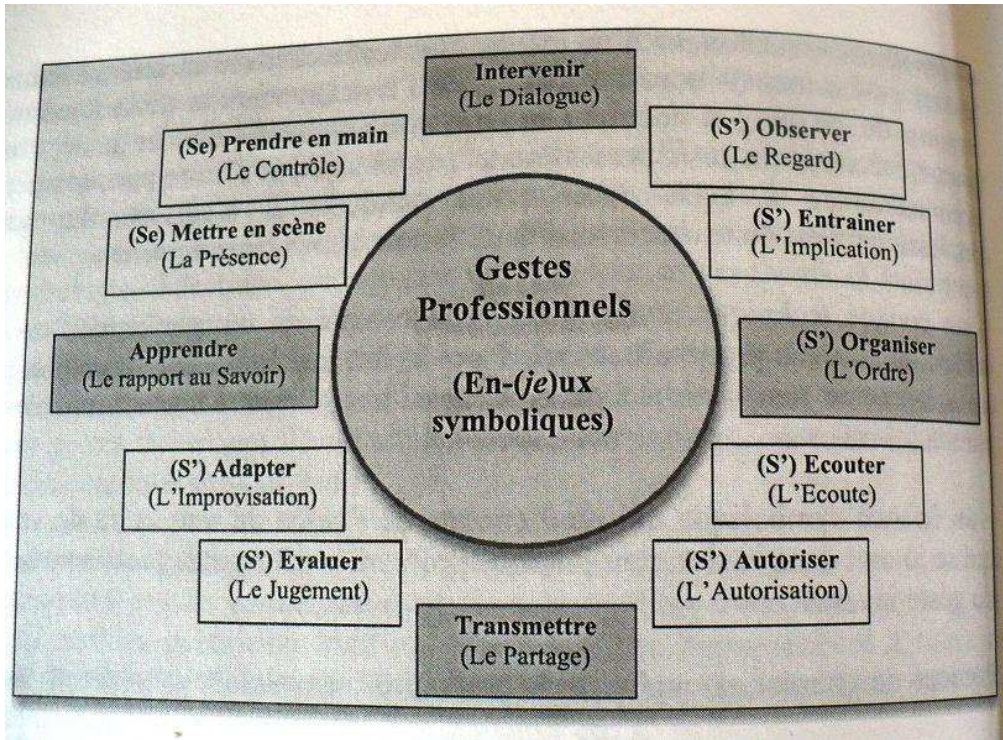 Intervenir
(Le Dialogue)
(Se) Prendre en main
(Le Contrôle)
(S’) Observer
(Le Regard)
(Se) Mettre en scène
(La Présence)
(S’) Entrainer
(L’Implication)
Gestes
Professionnels
(En-(je)ux
symboliques)
Apprendre
(Le rapport au Savoir)
(S’) Organiser
(L’Ordre)
(S’) Adapter
(L’Improvisation)
(S’) Ecouter
(L’Ecoute)
(S’) Evaluer
(Le Jugement)
(S’) Autoriser
(L’Autorisation)
Transmettre
(Le Partage)